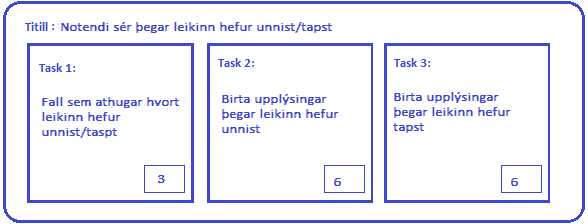 Titill : Notendi sér þegar leikinn hefur unnist/tapst
Task 1:
Fall sem athugar hvort
leikinn hefur
unnist/taspt
3
Task 2:
Birta upplýsingar
þegar leikinn hefur
unnist
6
Task 3:
Birta upplýsingar
þegar leikinn hefur
tapst
6